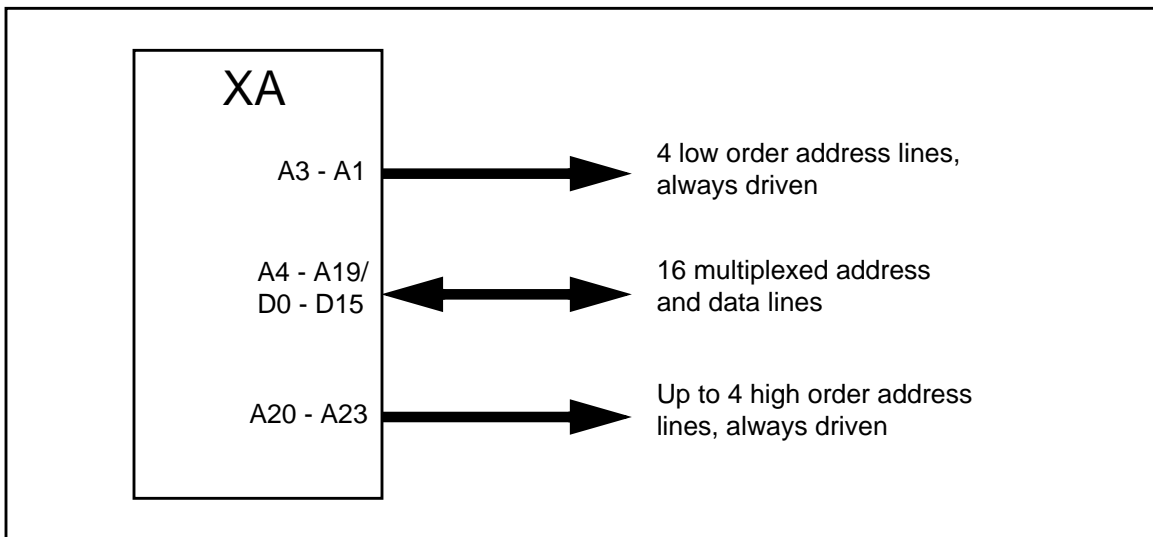 XA
A3 - A1
4 low order address lines,
always driven
A4 - A19/
D0 - D15
16 multiplexed address
and data lines
A20 - A23
Up to 4 high order address
lines, always driven